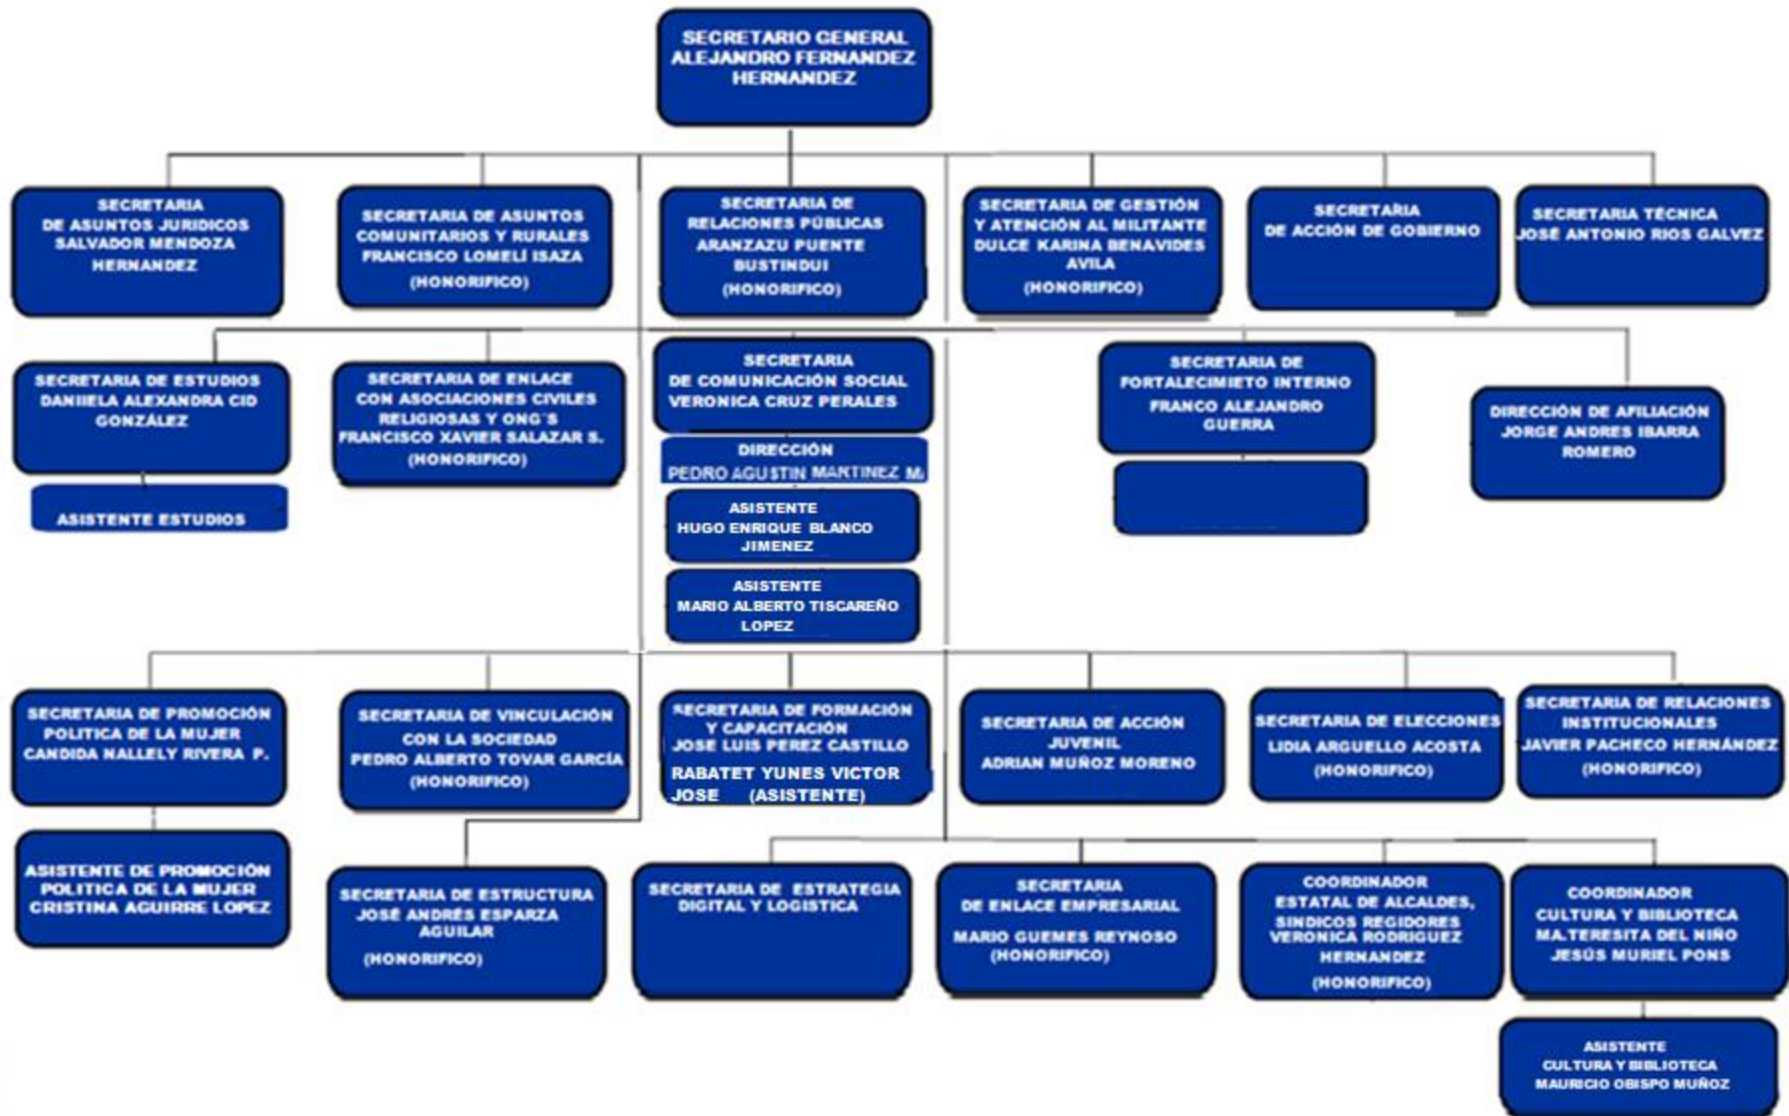 SECRETARIO GENERAL
ALEJANDRO FERNANDEZ
HERNANDEZ
SECRETARIA
DE ASUNTOS JURIDICOS
SALVADOR MENDOZA
HERNANDEZ
SECRETARIA DE ASUNTOS
COMUNITARIOS Y RURALES
FRANCISCO LOMELÍ ISAZA
(HONORIFICO)
SECRETARIA DE
RELACIONES PÚBLICAS
ARANZAZU PUENTE
BUSTINDUI
(HONORIFICO)
SECRETARIA DE GESTIÓN
Y ATENCIÓN AL MILITANTE
DULCE KARINA BENAVIDES
AVILA
(HONORIFICO)
SECRETARIA
DE ACCIÓN DE GOBIERNO
SECRETARIA TÉCNICA
JOSÉ ANTONIO RIOS GALVEZ
SECRETARIA DE ESTUDIOS
DANIIELA ALEXANDRA CID
GONZÁLEZ
ASISTENTE ESTUDIOS
SECRETARIA DE ENLACE
CON ASOCIACIONES CIVILES
RELIGIOSAS Y ONG´S
FRANCISCO XAVIER SALAZAR S.
(HONORIFICO)
SECRETARIA
DE COMUNICACIÓN SOCIAL
VERONICA CRUZ PERALES
DIRECCIÓN
PEDRO AGUSTIN MARTINEZ M
ASISTENTE
HUGO ENRIQUE BLANCO
JIMENEZ
ASISTENTE
MARIO ALBERTO TISCAREÑO
LOPEZ
SECRETARIA DE
FORTALECIMIETO INTERNO
FRANCO ALEJANDRO
GUERRA
DIRECCIÓN DE AFILIACIÓN
JORGE ANDRES IBARRA
ROMERO
SECRETARIA DE PROMOCIÓN
POLITICA DE LA MUJER
CANDIDA NALLELY RIVERA P.
ASISTENTE DE PROMOCIÓN
POLITICA DE LA MUJER
CRISTINA AGUIRRE LOPEZ
SECRETARIA DE VINCULACIÓN
CON LA SOCIEDAD
PEDRO ALBERTO TOVAR GARCÍA
(HONORIFICO)
SECRETARIA DE FORMACIÓN
Y CAPACITACIÓN
JOSE LUIS PEREZ CASTILLO
RABATET YUNES VICTOR
JOSE (ASISTENTE)
SECRETARIA DE ACCIÓN
JUVENIL
ADRIAN MUÑOZ MORENO
SECRETARIA DE ELECCIONES
LIDIA ARGUELLO ACOSTA
(HONORIFICO)
SECRETARIA DE RELACIONES
INSTITUCIONALES
JAVIER PACHECO HERNÁNDEZ
(HONORIFICO)
SECRETARIA DE ESTRUCTURA
JOSÉ ANDRÉS ESPARZA
AGUILAR
(HONORIFICO)
SECRETARIA DE ESTRATEGIA
DIGITAL Y LOGISTICA
SECRETARIA
DE ENLACE EMPRESARIAL
MARIO GUEMES REYNOSO
(HONORIFICO)
COORDINADOR
ESTATAL DE ALCALDES,
SINDICOS REGIDORES
VERONICA RODRIGUEZ
HERNANDEZ
(HONORIFICO)
COORDINADOR
CULTURA Y BIBLIOTECA
MA.TERESITA DEL NIÑO
JESÚS MURIEL PONS
ASISTENTE
CULTURA Y BIBLIOTECA
MAURICIO OBISPO MUÑOZ